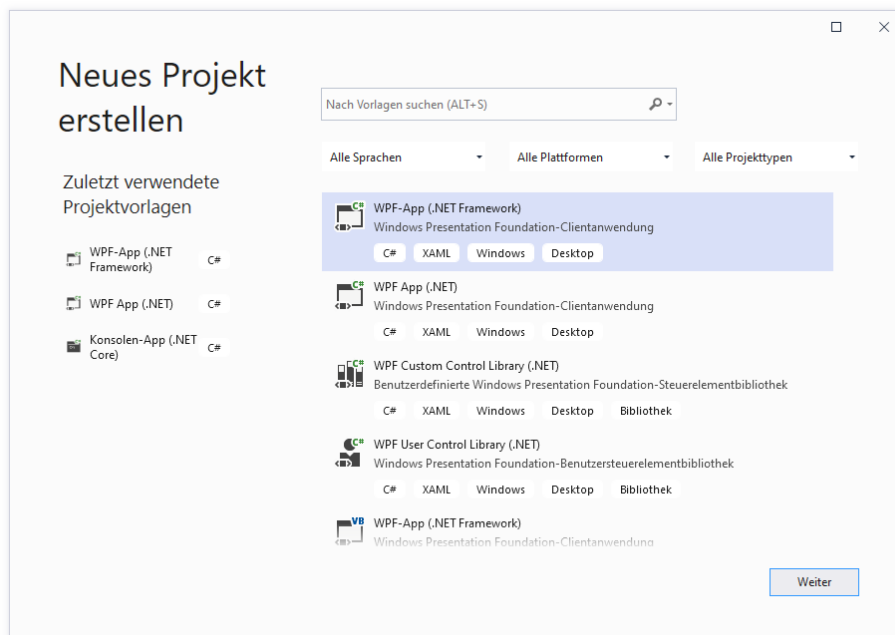 Neues Projekt
erstellen
Zuletzt verwendete
Projektvorlagen
WPF-App (.NET
Framework)
C#
WPF App (.NET)
C#
Konsolen-App (.NET
Core)
C#
Nach Vorlagen suchen (ALT+S)
Alle Sprachen
Alle Plattformen
Alle Projekttypen
C#
WPF-App (.NET Framework)
Windows Presentation Foundation-Clientanwendung
C# XAML Windows Desktop
C#
WPF App (.NET)
Windows Presentation Foundation-Clientanwendung
C# XAML Windows Desktop
C#
WPF Custom Control Library (.NET)
Benutzerdefinierte Windows Presentation Foundation-Steuerelementbibliothek
C# XAML Windows Desktop Bibliothek
C#
WPF User Control Library (.NET)
Windows Presentation Foundation-Benutzersteuerelementbibliothek
C# XAML Windows Desktop Bibliothek
VB
WPF-App (.NET Framework)
Windows Presentation Foundation-Clientanwendung
Weiter